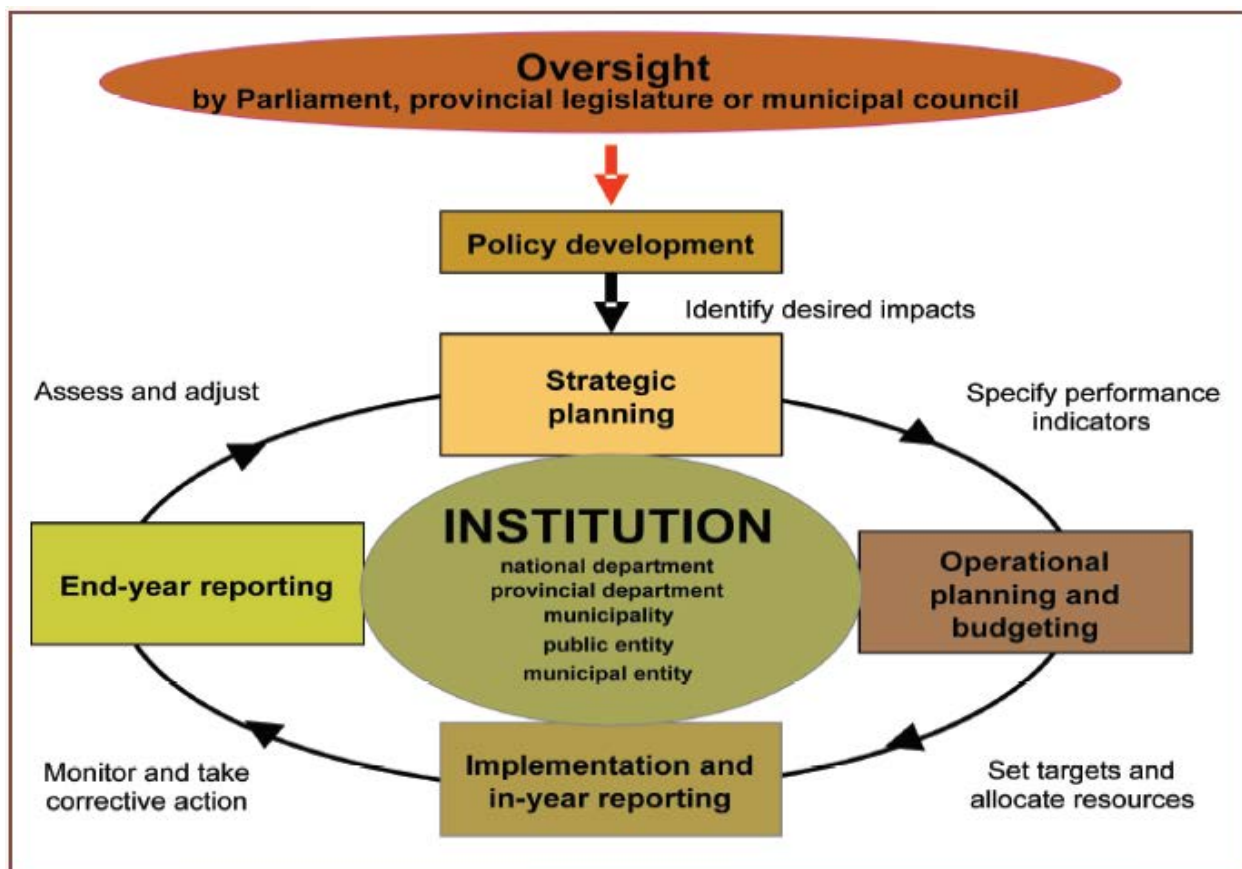 Oversight
by Parliament, provincial legislature or municipal council
Policy development
Identify desired impacts
Strategic
planning
Assess and adjust
Specify performance
indicators
INSTITUTION
national department
provincial department
municipality
public entity
municipal entity
End-year reporting
Operational
planning and
budgeting
Implementation and
in-year reporting
Monitor and take
corrective action
Set targets and
allocate resources